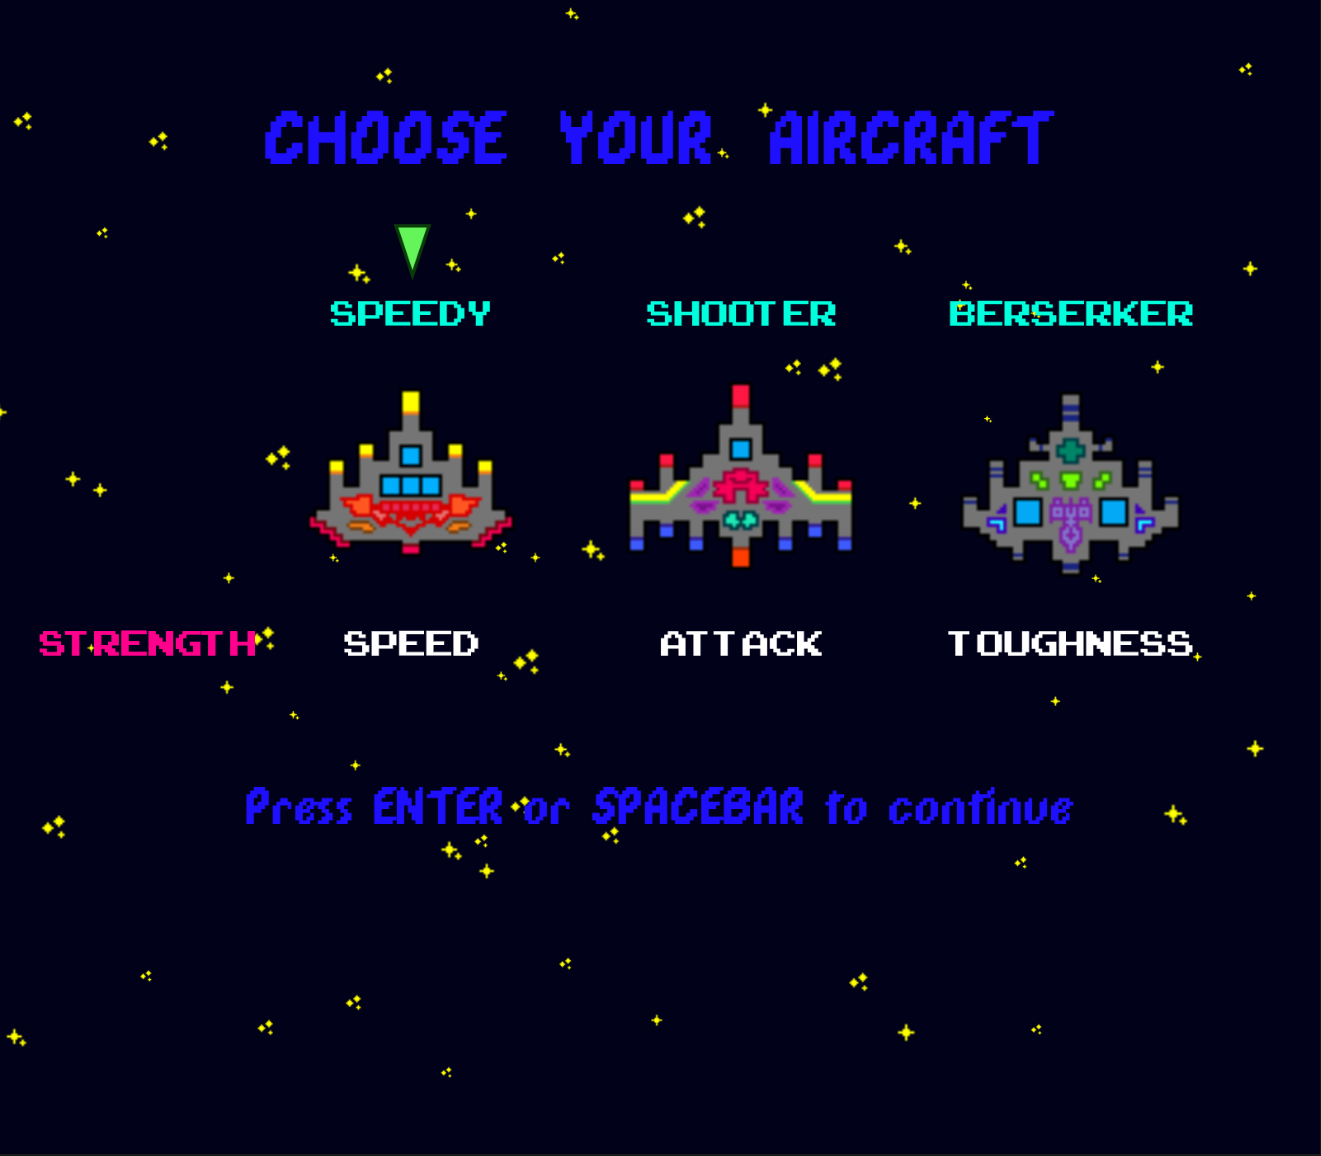 CHOOSE YOUR AIRCRAFT
SPEEDY SHOOTER BERSERKER
STRENGTH SPEED ATTACK TOUGHNESS
Press ENTER or SPACEBAR to continue